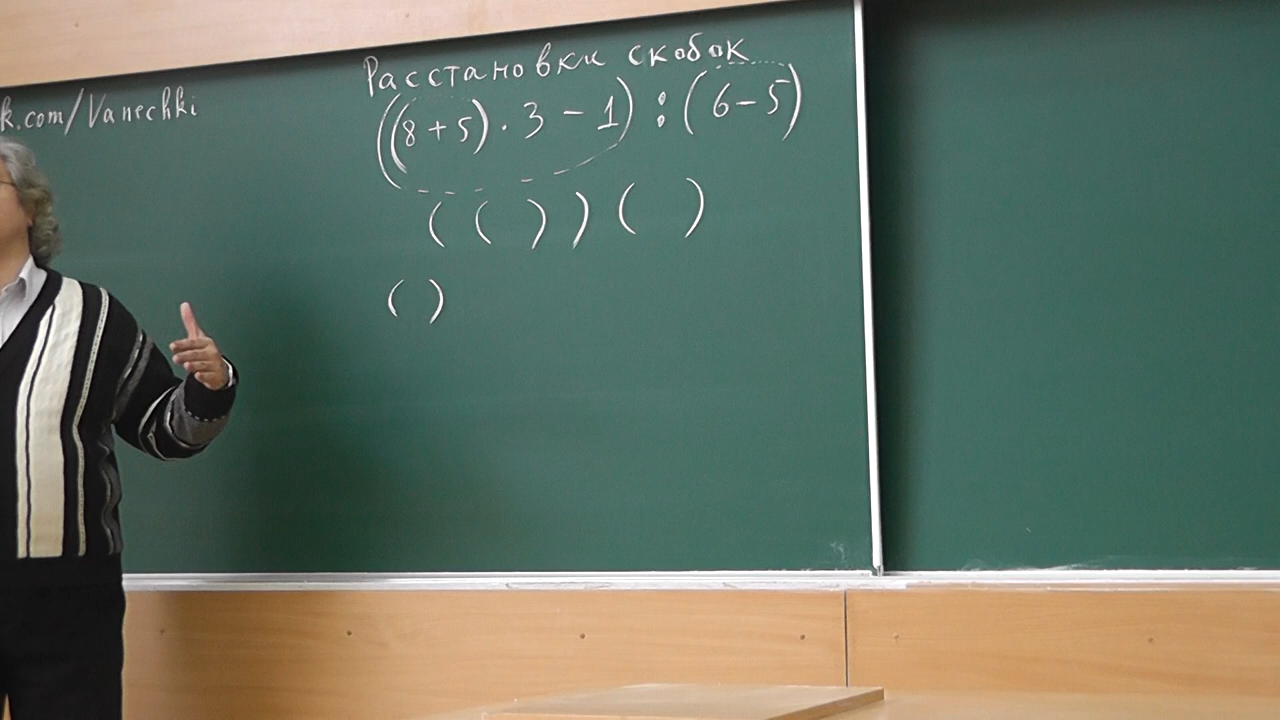 Расстановки скобок
k.com/Vanechki
((8+5)·3-1):(6-5)
(())()
()